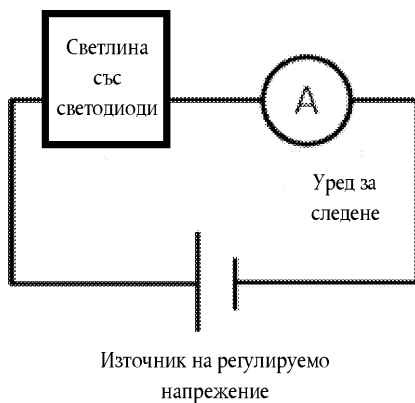 Светлина
със
светодиоди
A
Уред за
следене
Източник на регулируемо
напрежение